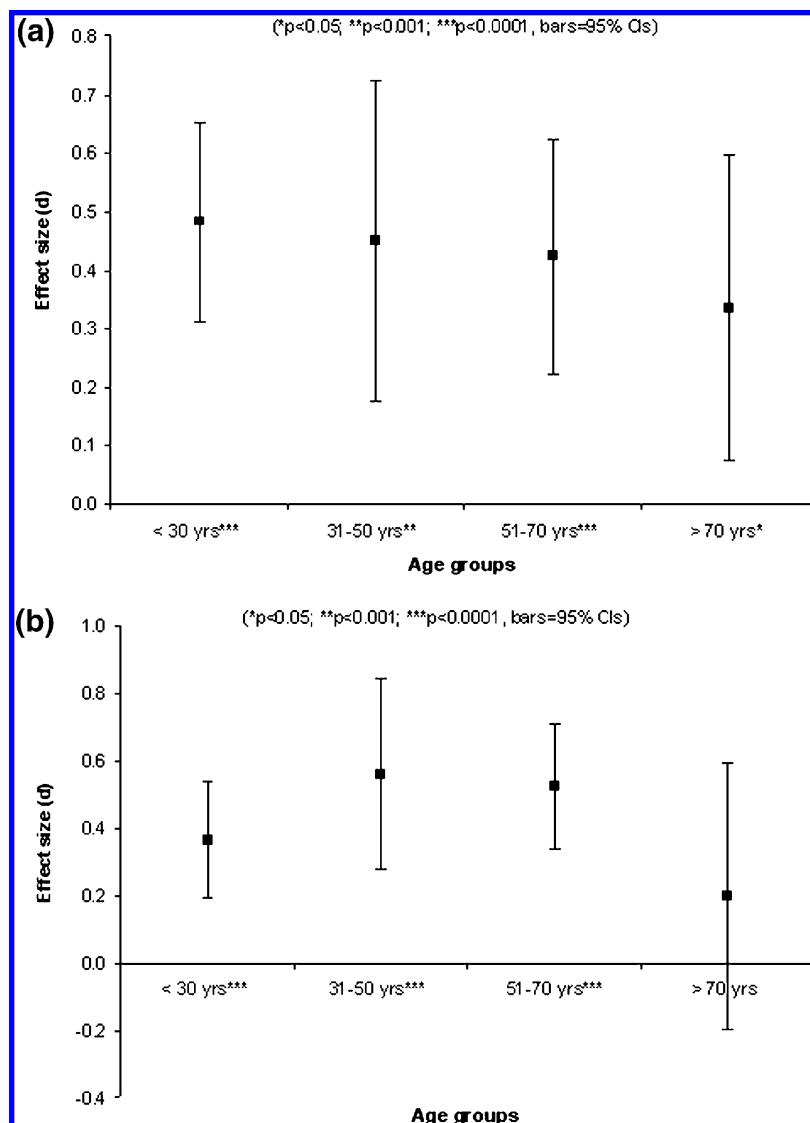 (a)
(*p<0.05; **p<0.001; ***p<0.0001, bars=95% CIs)
0.8
0.7
0.6
0.5
0.4
0.3
0.2
0.1
0.0
Effect size (d)
< 30 yrs*** 31-50 yrs** 51-70 yrs*** > 70 yrs*
Age groups
(b)
(*p<0.05; **p<0.001; ***p<0.0001, bars=95% CIs)
1.0
0.8
0.6
0.4
0.2
0.0
-0.2
-0.4
Effect size (d)
< 30 yrs*** 31-50 yrs*** 51-70 yrs*** > 70 yrs
Age groups